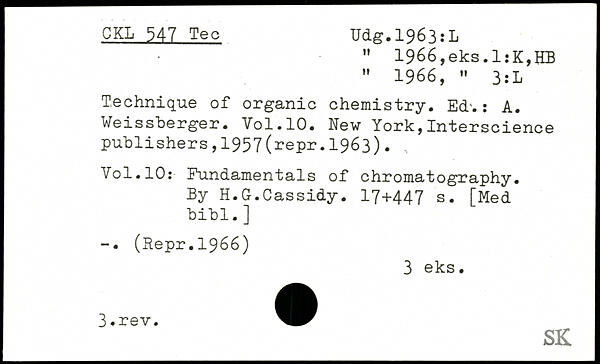 CKL 547 Tec
Udg.1963:L
" 1966,eks.1:K,HB
" 1966, " 3:L
Technique of organic chemistry. Ed.: A.
Weissberger. Vol.10. New York,Interscience
publishers,1957(repr.1963).
Vol.10: Fundamentals of chromatography.
By H.G.Cassidy. 17+447 s. [Med
bibl.]
-. (Repr.1966)
3 eks.
3.rev.
SK